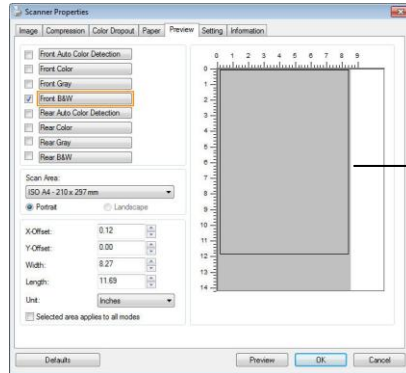 Scanner Properties
Image Compression Color Dropout Paper Preview Setting Information
Front Auto Color Detection
Front Color
Front Gray
Front B&W
Rear Auto Color Detection
Rear Color
Rear Gray
Rear B&W
Scan Area:
ISO A4 - 210 x 297 mm
Portrait Landscape
X-Offset: 0.12
Y-Offset: 0.00
Width: 8.27
Length: 11.69
Unit: Inches
Selected area applies to all modes
0 1 2 3 4 5 6 7 8 9
0
1
2
3
4
5
6
7
8
9
10
11
12
13
14
Defaults Preview OK Cancel